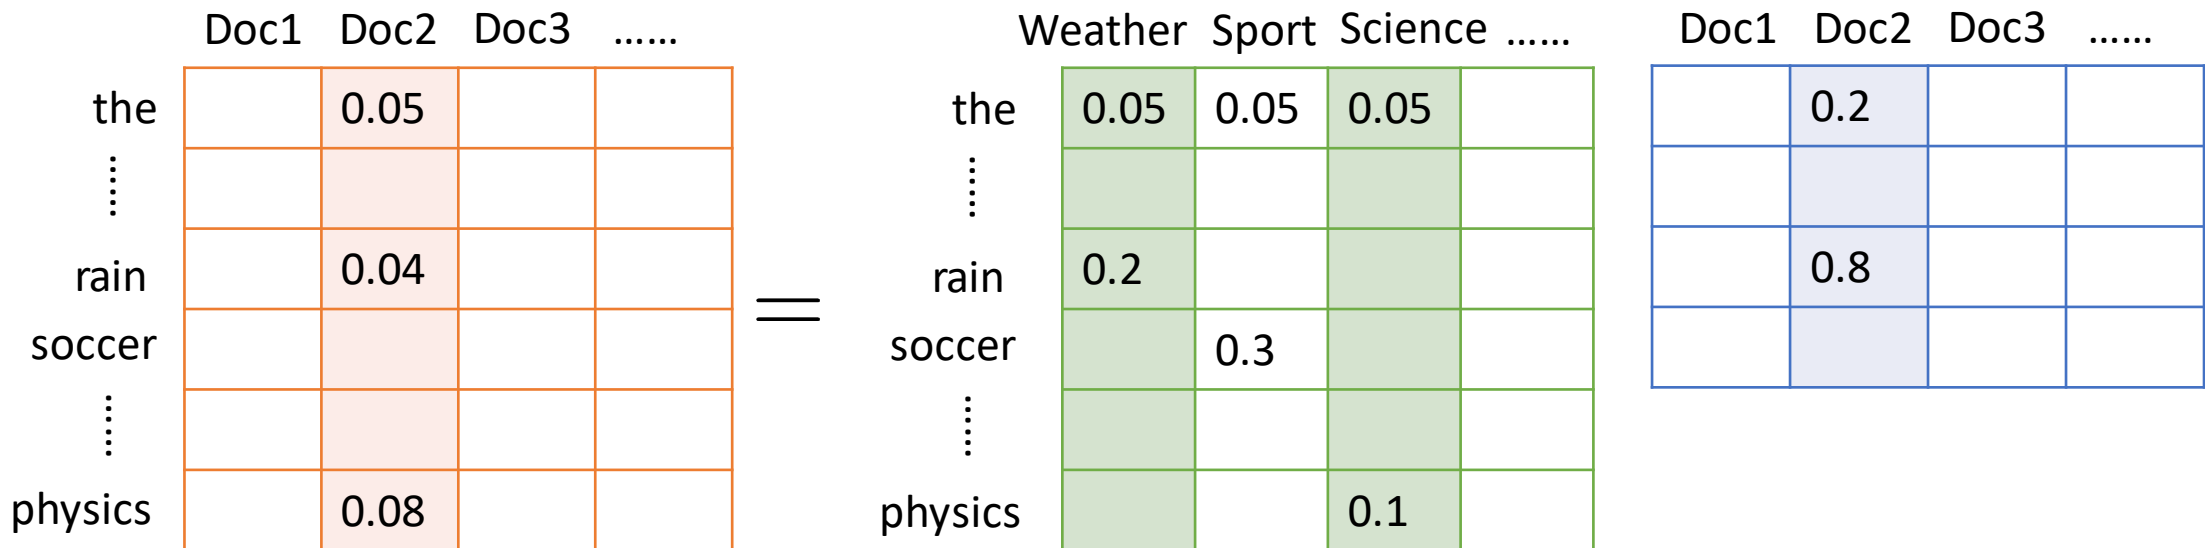 Doc1 Doc2 Doc3 ...... Weather Sport Science ...... Doc1 Doc2 Doc3 ......
the 0.05 the 0.05 0.05 0.05 0.2
...... ......
rain 0.04 rain 0.2 0.8
=
soccer soccer 0.3
...... ......
physics 0.08 physics 0.1